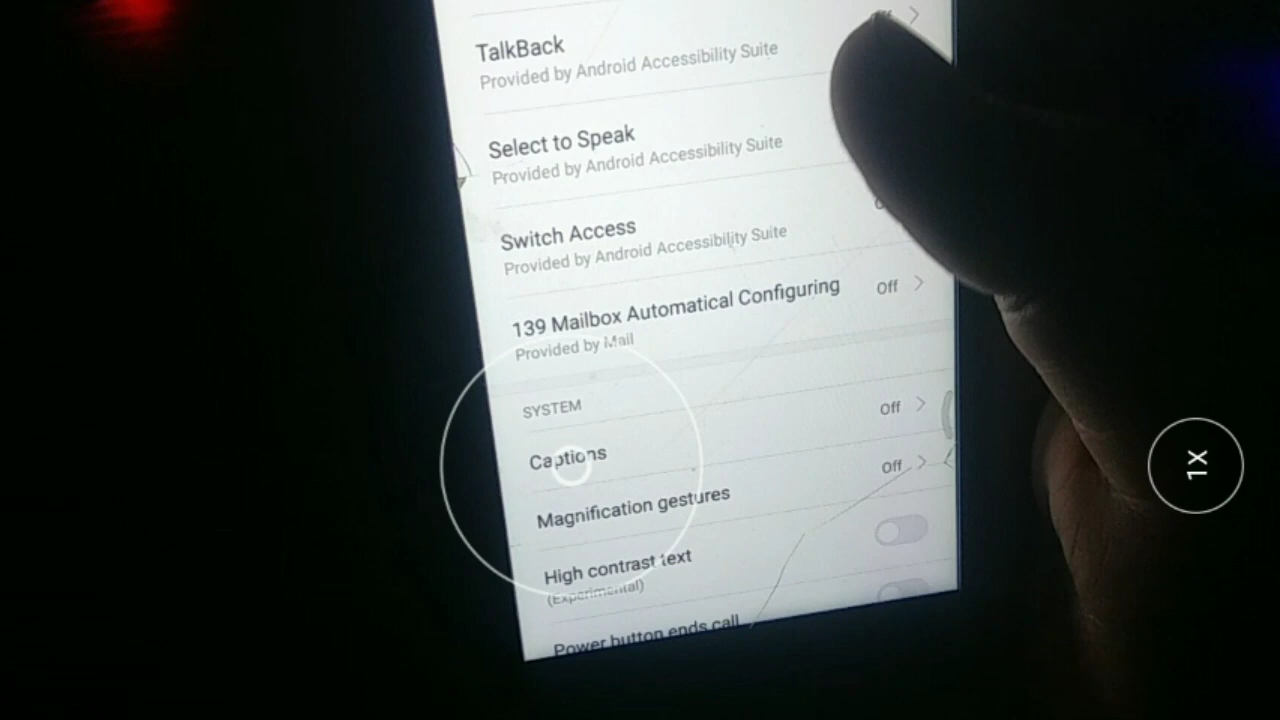 TalkBack
Provided by Android Accessibility Suite
Select to Speak
Provided by Android Accessibility Suite
Switch Access
Provided by Android Accessibility Suite
139 Mailbox Automatical Configuring
Off
Provided by Mail
SYSTEM
Captions
Off
Magnification gestures
Off
High contrast text
(Experimental)
Power button ends call
1X